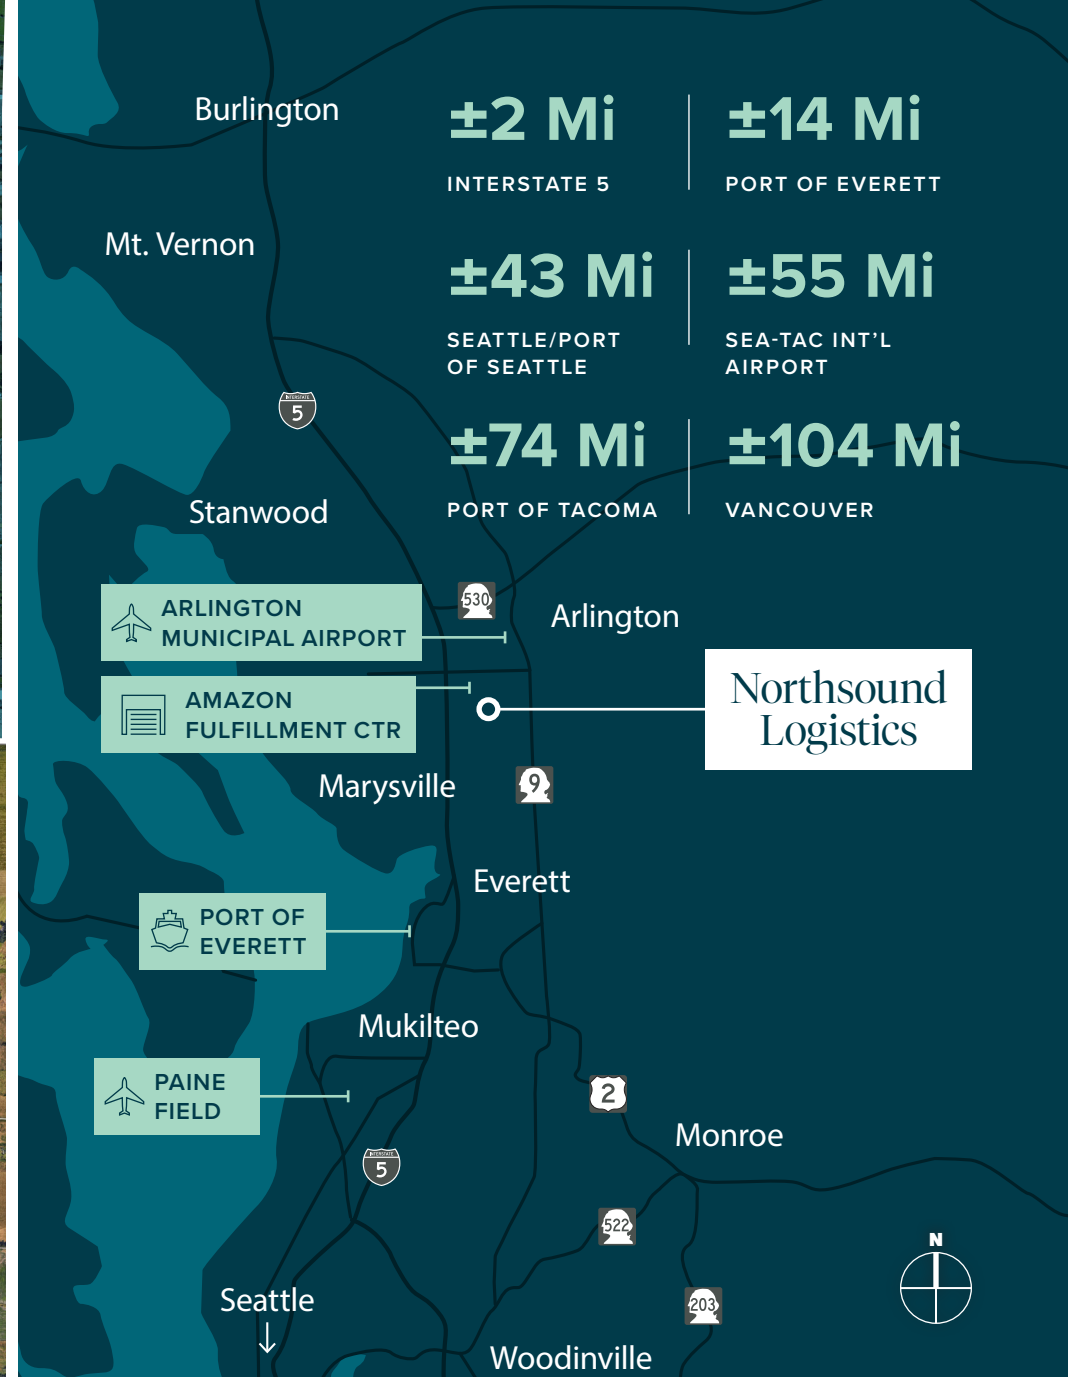 Burlington
±2 Mi
INTERSTATE 5
±14 Mi
PORT OF EVERETT
Mt. Vernon
±43 Mi
SEATTLE/PORT
OF SEATTLE
±55 Mi
SEA-TAC INT'L
AIRPORT
INTERSTATE
5
±74 Mi
PORT OF TACOMA
±104 Mi
VANCOUVER
Stanwood
ARLINGTON
MUNICIPAL AIRPORT
530
Arlington
AMAZON
FULFILLMENT CTR
Northsound
Logistics
Marysville
9
Everett
PORT OF
EVERETT
Mukilteo
PAINE
FIELD
2
Monroe
INTERSTATE
5
522
N
203
Seattle
Woodinville